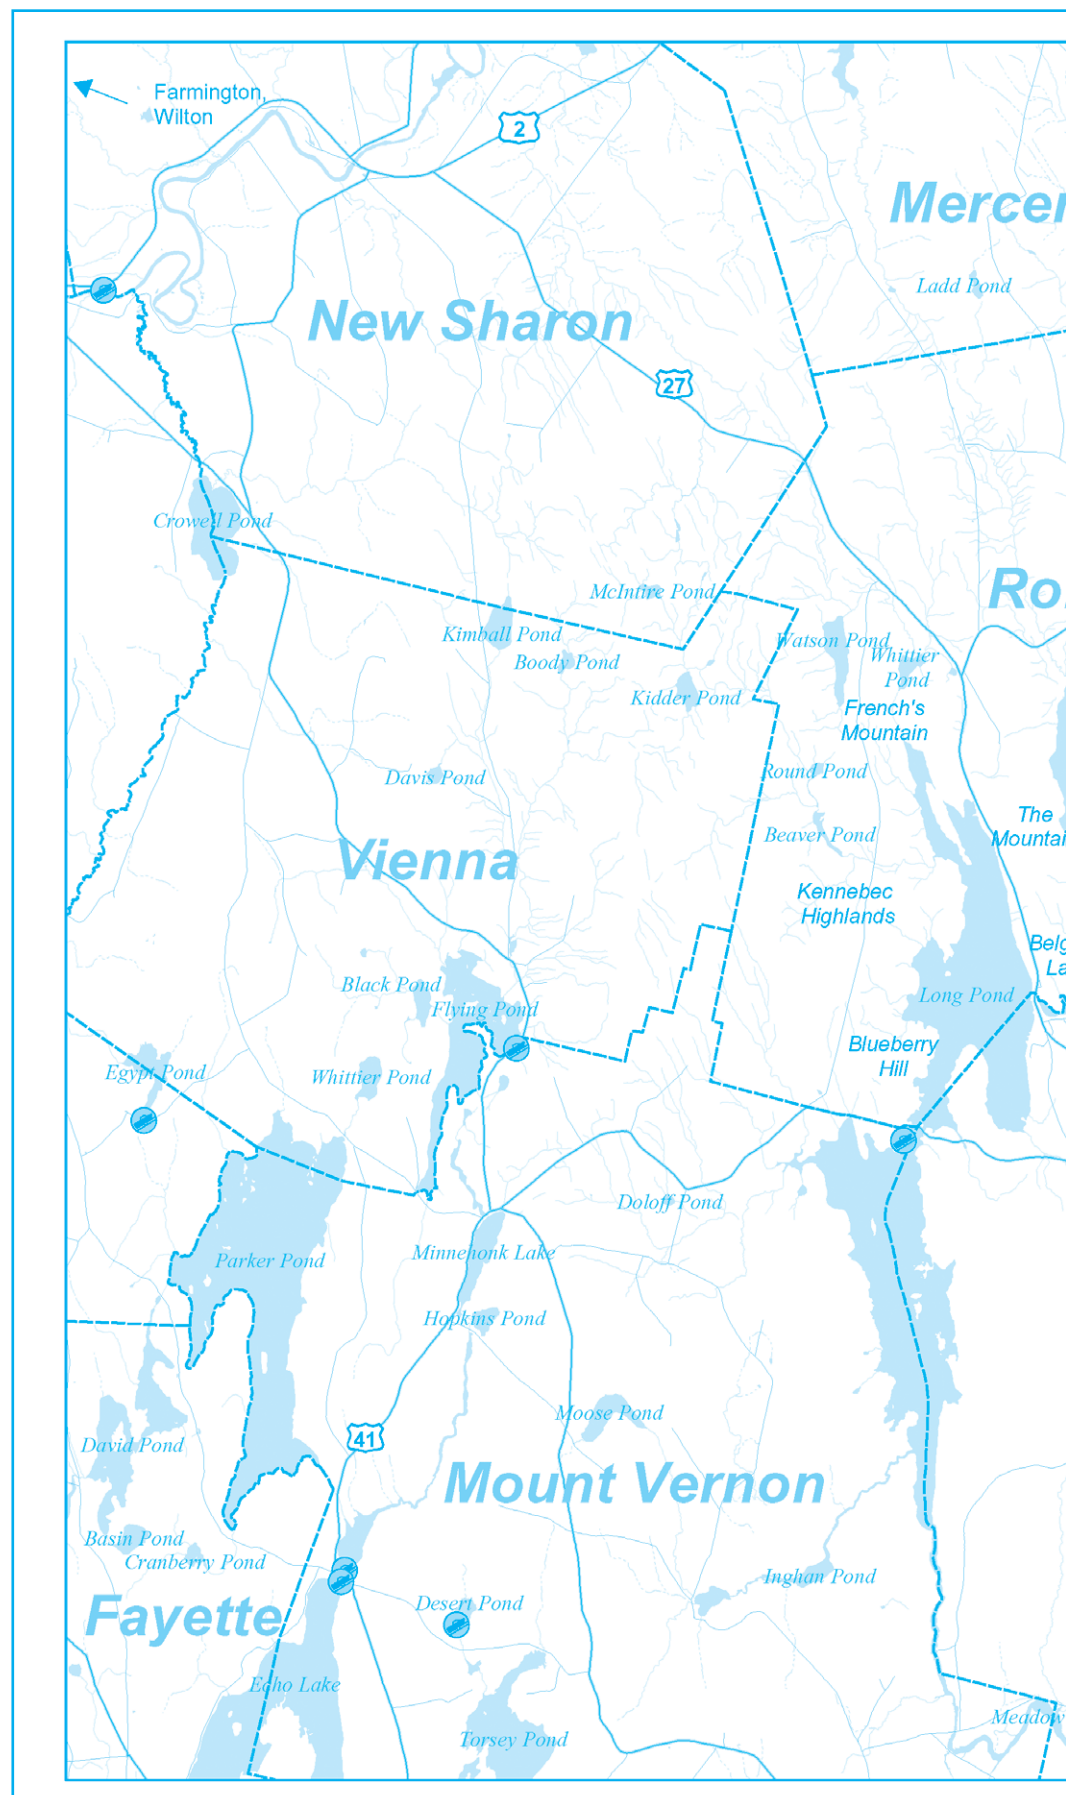 Farmington,
Wilton
2
Mercer
Ladd Pond
New Sharon
27
Crowell Pond
McIntire Pond
Kimball Pond
Boody Pond
Watson Pond
Whittier
Pond
Kidder Pond
French's
Mountain
Davis Pond
Round Pond
The
Beaver Pond
Vienna
Kennebec
Highlands
Black Pond
Flying Pond
Long Pond
Blueberry
Hill
Egypt Pond
Whittier Pond
Doloff Pond
Minnehonk Lake
Parker Pond
Hopkins Pond
Moose Pond
41
David Pond
Mount Vernon
Basin Pond
Cranberry Pond
Inghan Pond
Desert Pond
Fayette
Echo Lake
Meadow
Torsey Pond